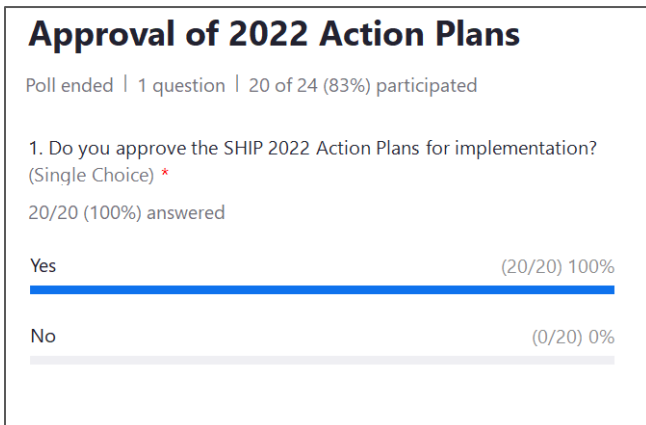 Approval of 2022 Action Plans
Poll ended | 1 question | 20 of 24 (83%) participated
1. Do you approve the SHIP 2022 Action Plans for implementation?
(Single Choice) *
20/20 (100%) answered
Yes (20/20) 100%
No (0/20) 0%